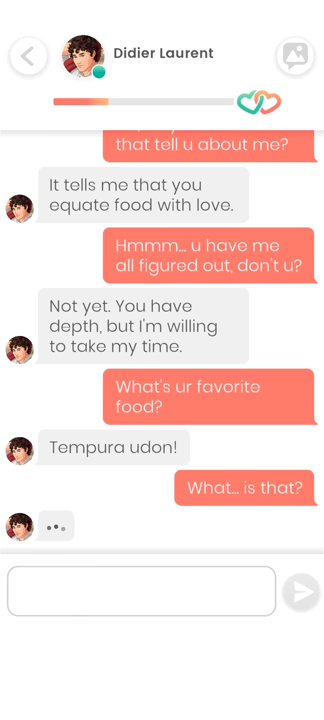 Didier Laurent
that tell u about me?
It tells me that you
equate food with love.
Hmmm... u have me
all figured out, don't u?
Not yet. You have
depth, but I'm willing
to take my time.
What's ur favorite
food?
Tempura udon!
What... is that?